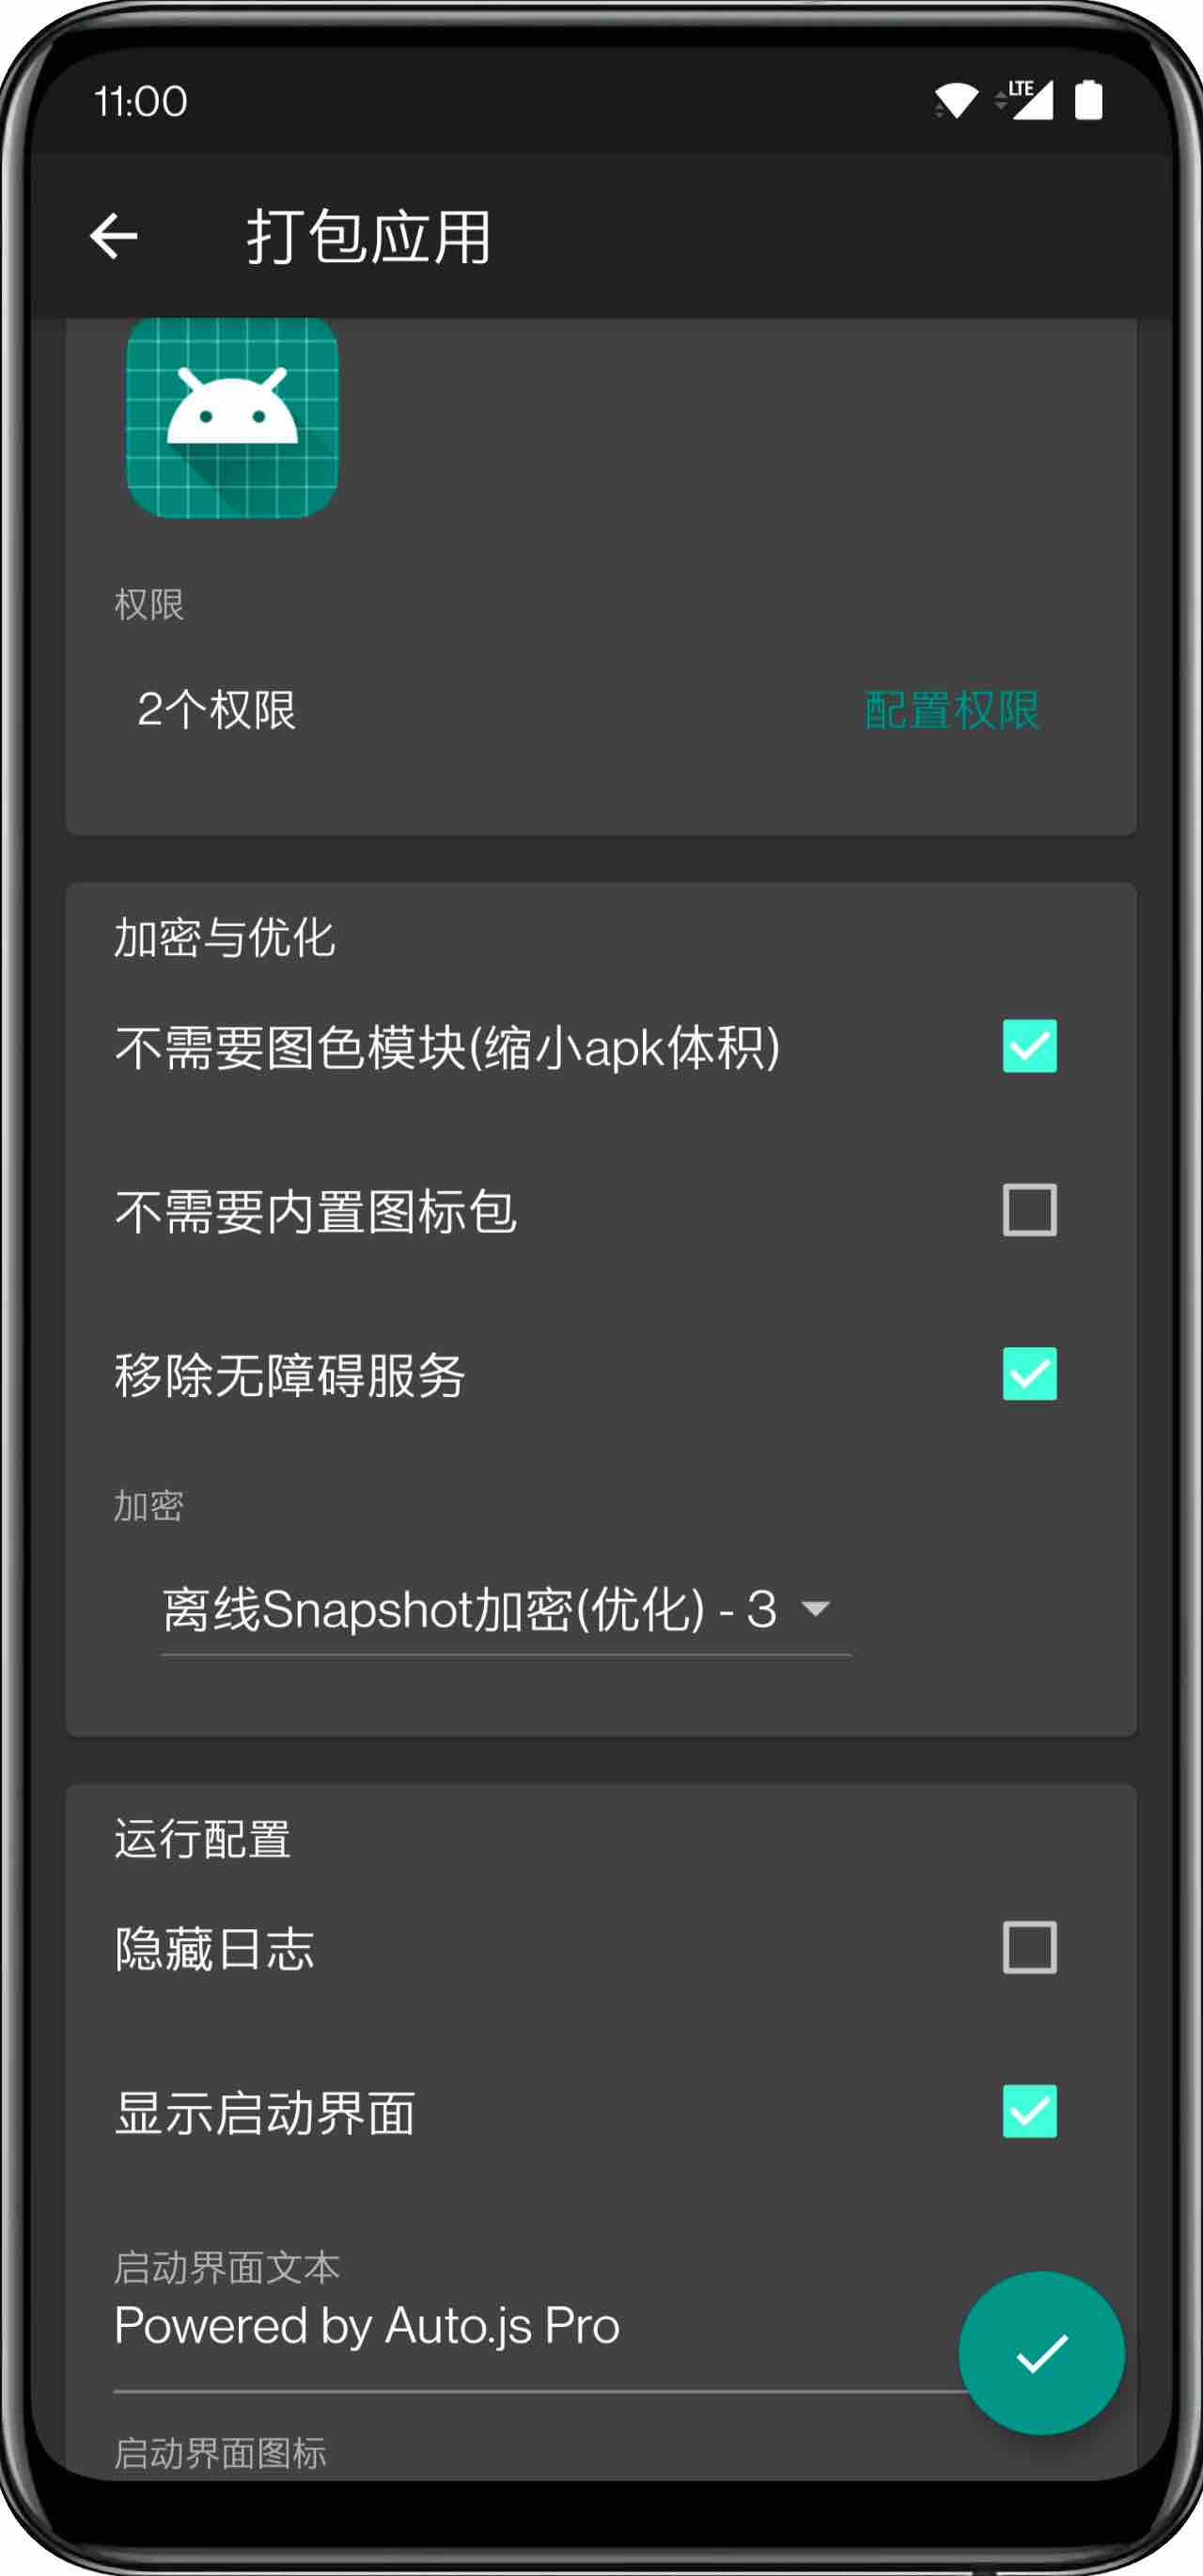 11:00
LTE
打包应用
权限
2个权限
配置权限
加密与优化
不需要图色模块(缩小apk体积)
不需要内置图标包
移除无障碍服务
加密
离线Snapshot加密(优化) - 3
运行配置
隐藏日志
显示启动界面
启动界面文本
Powered by Auto.js Pro
启动界面图标